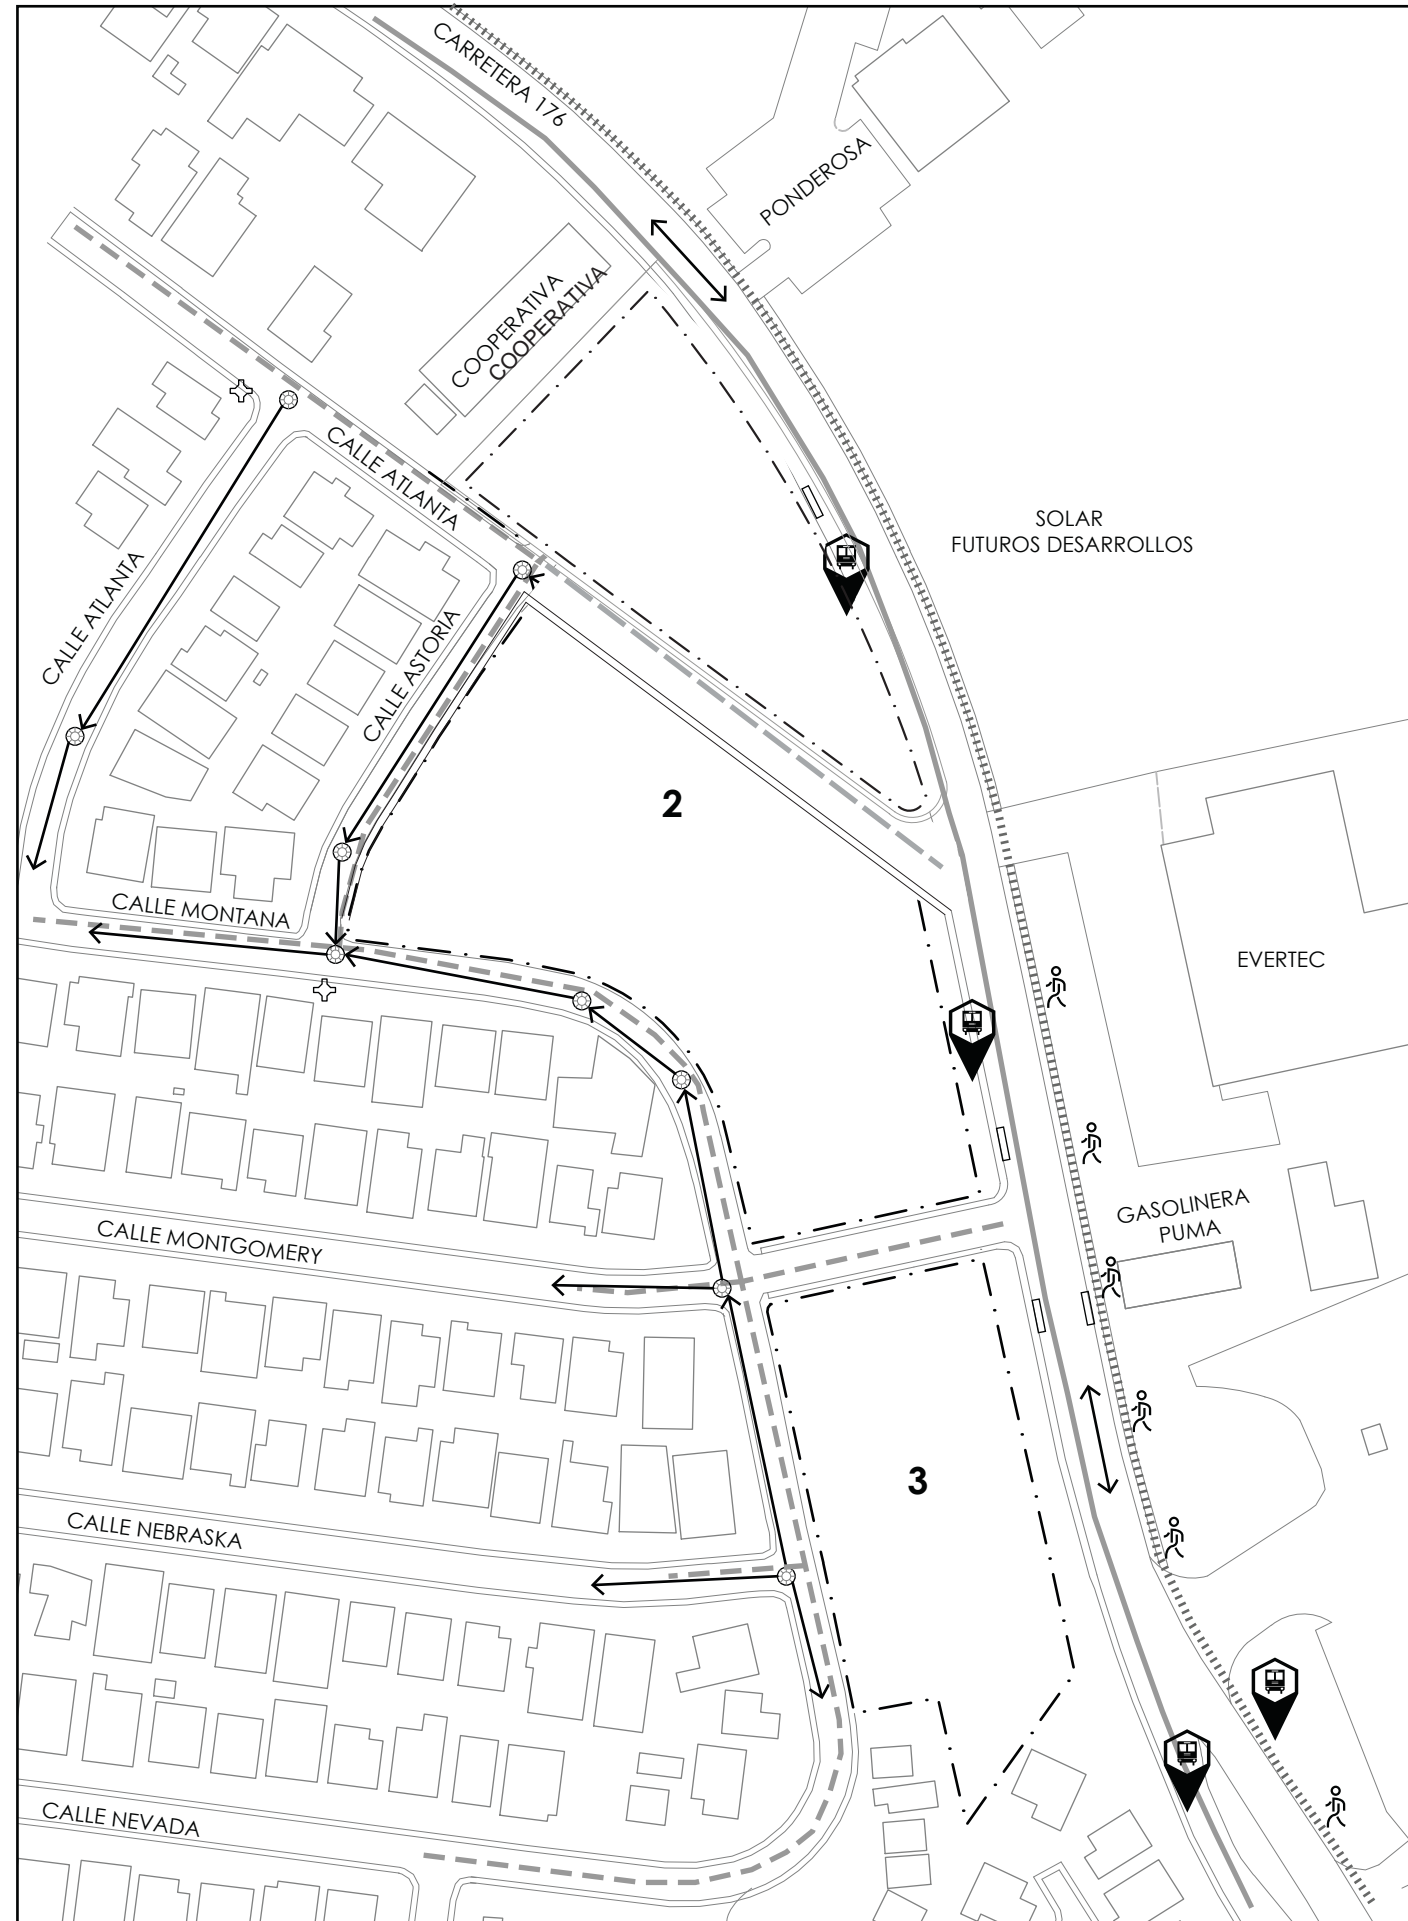 CARRETERA 176
PONDEROSA
COOPERATIVA
COOPERATIVA
CALLE ATLANTA
SOLAR
FUTUROS DESARROLLOS
CALLE ATLANTA
CALLE ASTORIA
2
CALLE MONTANA
EVERTEC
GASOLINERA
PUMA
CALLE MONTGOMERY
3
CALLE NEBRASKA
CALLE NEVADA